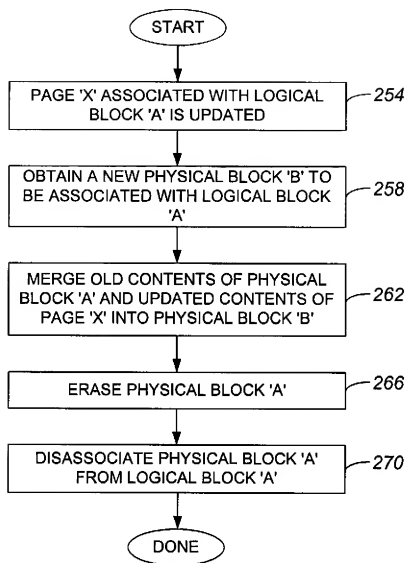 START
PAGE 'X' ASSOCIATED WITH LOGICAL
BLOCK 'A' IS UPDATED
254
OBTAIN A NEW PHYSICAL BLOCK 'B' TO
BE ASSOCIATED WITH LOGICAL BLOCK
'A'
258
MERGE OLD CONTENTS OF PHYSICAL
BLOCK 'A' AND UPDATED CONTENTS OF
PAGE 'X' INTO PHYSICAL BLOCK 'B'
262
ERASE PHYSICAL BLOCK 'A'
266
DISASSOCIATE PHYSICAL BLOCK 'A'
FROM LOGICAL BLOCK 'A'
270
DONE